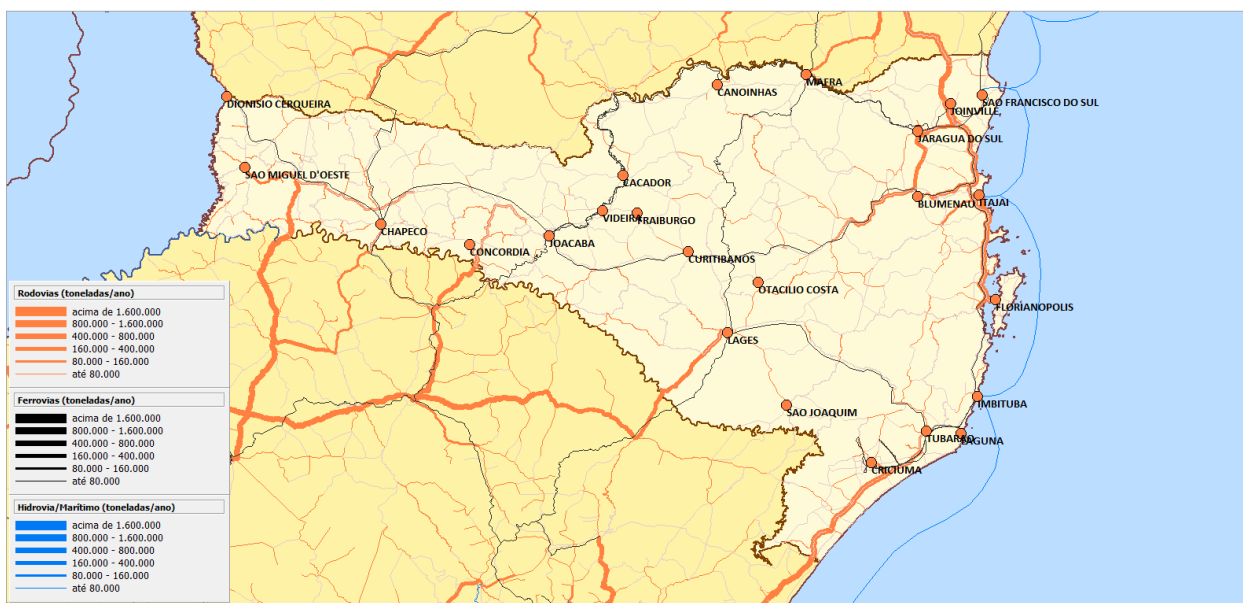 MAFRA
CANOINHAS
DIONISIO CERQUEIRA
SAO FRANCISCO DO SUL
JOINVILLE
JARAGUA DO SUL
SAO MIGUEL D'OESTE
CACADOR
BLUMENAU
ITAJAI
VIDEIRA
FRAIBURGO
CHAPECO
JOACABA
CONCORDIA
CURITIBANOS
OTACILIO COSTA
FLORIANOPOLIS
LAGES
SAO JOAQUIM
IMBITUBA
TUBARAO
LAGUNA
CRICIUMA
Rodovias (toneladas/ano)
acima de 1.600.000
800.000 - 1.600.000
400.000 - 800.000
160.000 - 400.000
80.000 - 160.000
até 80.000
Ferrovias (toneladas/ano)
acima de 1.600.000
800.000 - 1.600.000
400.000 - 800.000
160.000 - 400.000
80.000 - 160.000
até 80.000
Hidrovia/Marítimo (toneladas/ano)
acima de 1.600.000
800.000 - 1.600.000
400.000 - 800.000
160.000 - 400.000
80.000 - 160.000
até 80.000